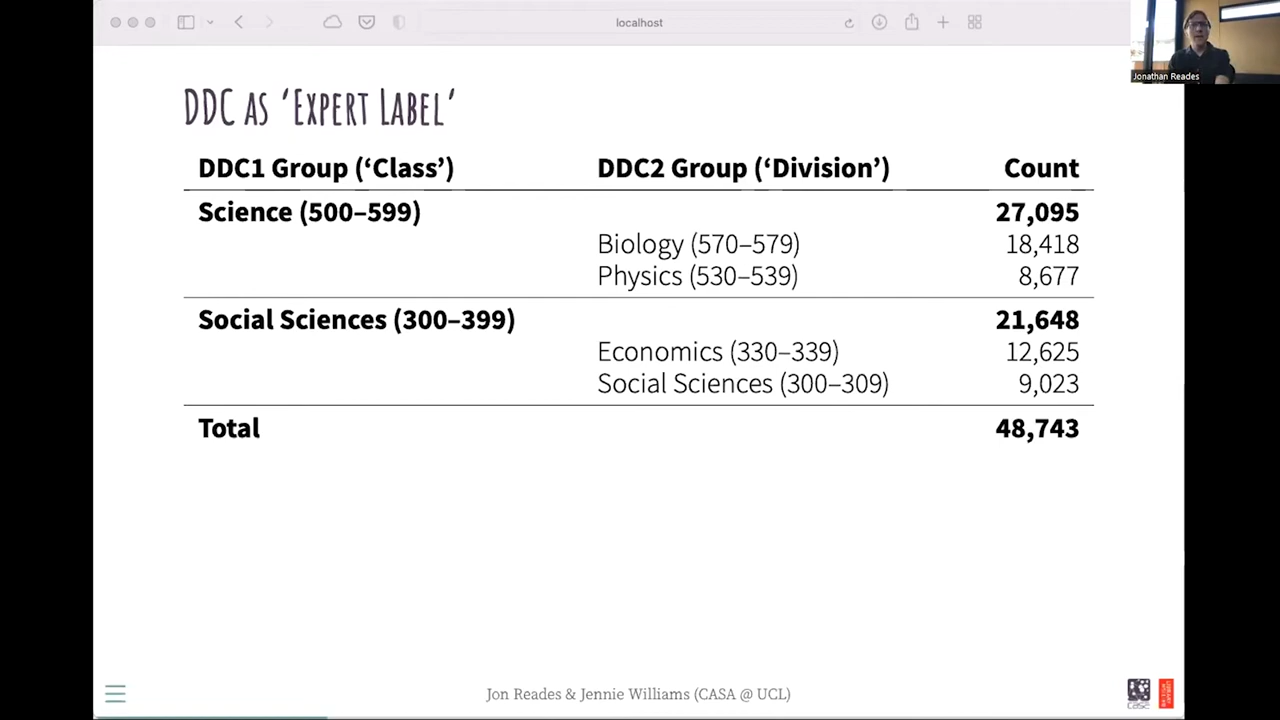 localhost
Jonathan Reades
DDC as ‘Expert Label’
DDC1 Group (‘Class’) DDC2 Group (‘Division’) Count
Science (500–599) 27,095
Biology (570–579) 18,418
Physics (530–539) 8,677
Social Sciences (300–399) 21,648
Economics (330–339) 12,625
Social Sciences (300–309) 9,023
Total 48,743
Jon Reades & Jennie Williams (CASA @ UCL)